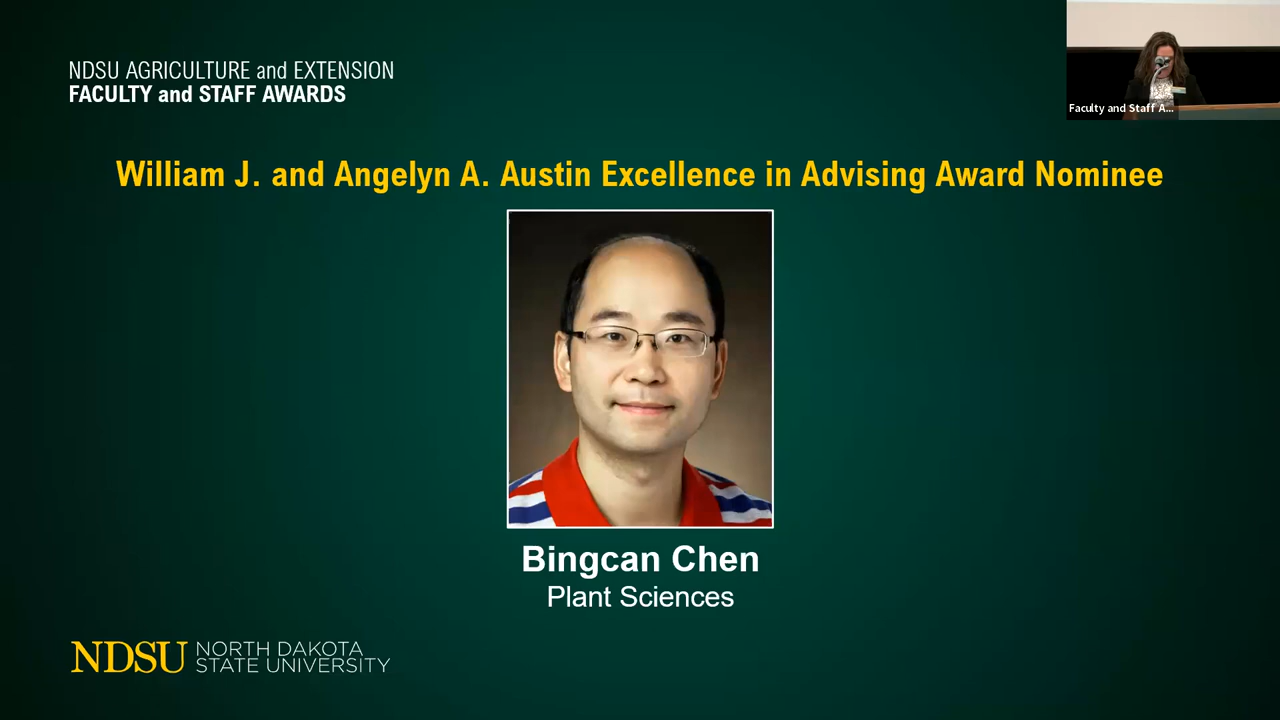 NDSU AGRICULTURE and EXTENSION
FACULTY and STAFF AWARDS
Faculty and Staff A...
William J. and Angelyn A. Austin Excellence in Advising Award Nominee
Bingcan Chen
Plant Sciences
NDSU NORTH DAKOTA
STATE UNIVERSITY